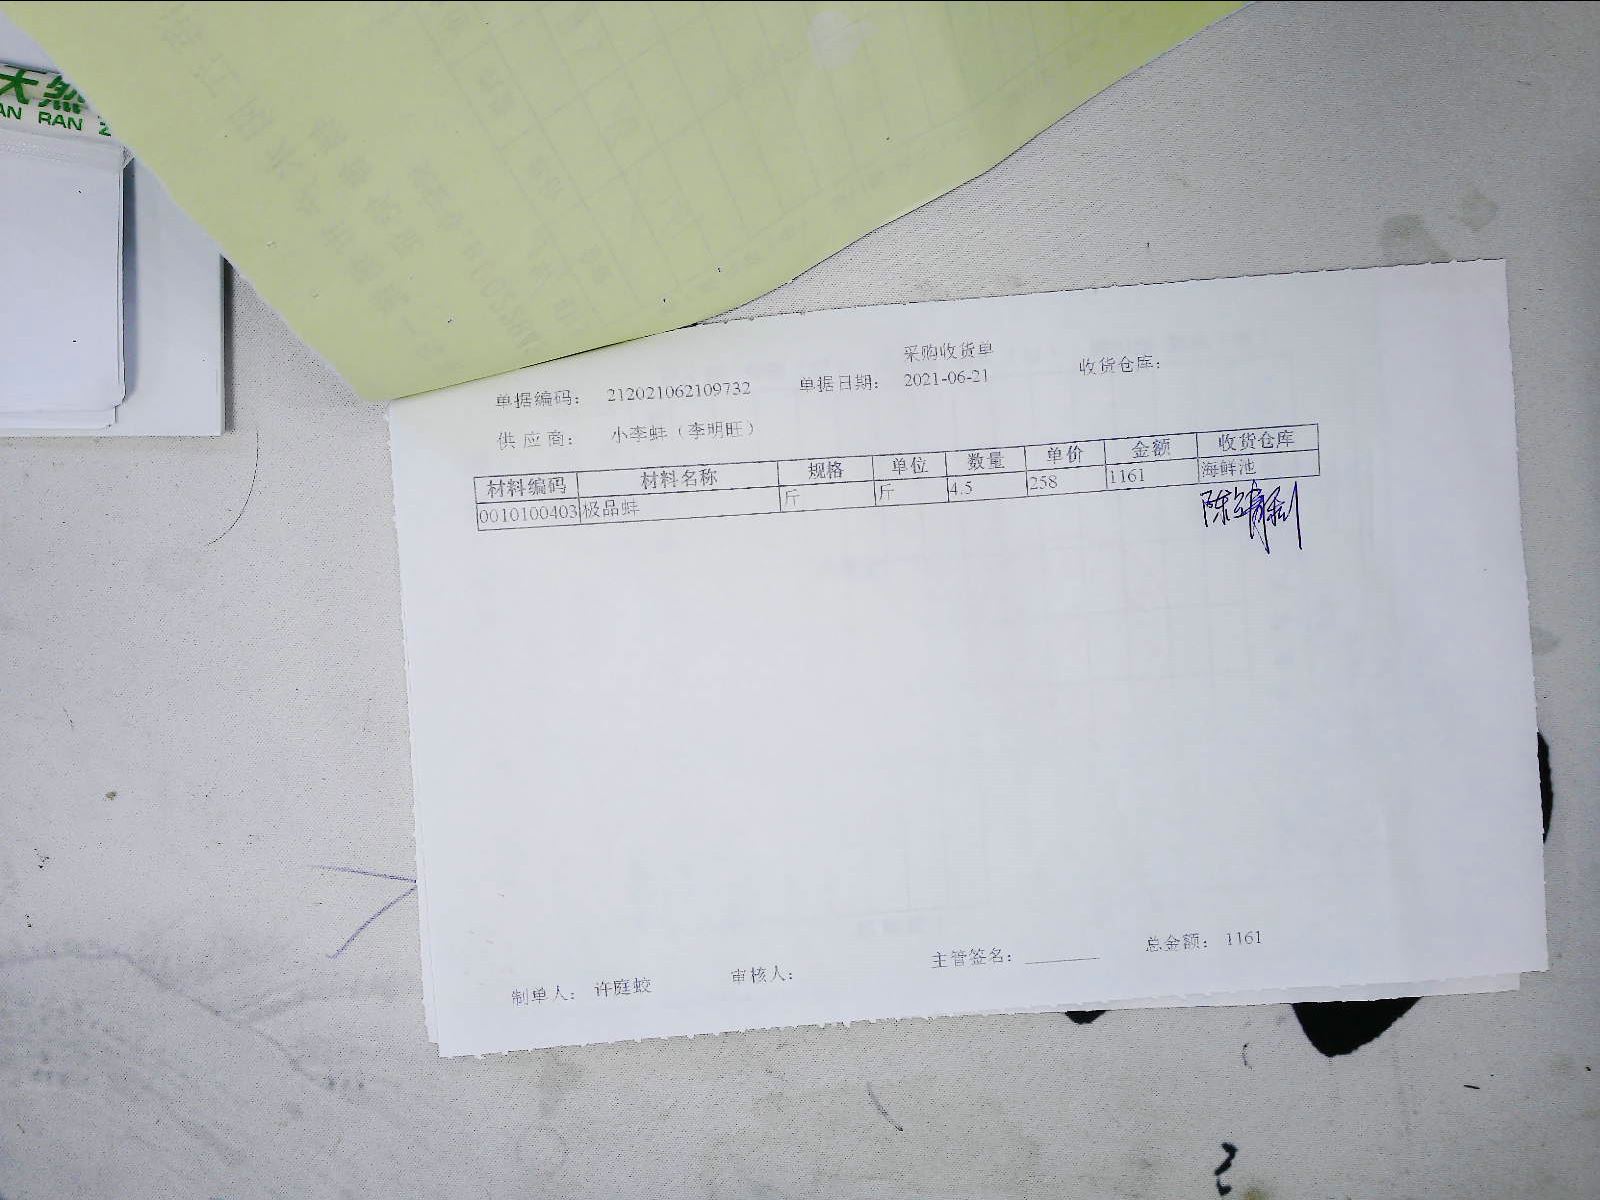 天然
AN RAN
采购收货单
单据编码： 212021062109732 单据日期： 2021-06-21 收货仓库：
供应商： 小李蚌（李明旺）
材料编码 材料名称 规格 单位 数量 单价 金额 收货仓库
0010100403 极品蚌 斤 斤 4.5 258 1161 海鲜池
制单人： 许庭蛟 审核人： 主管签名： 总金额： 1161